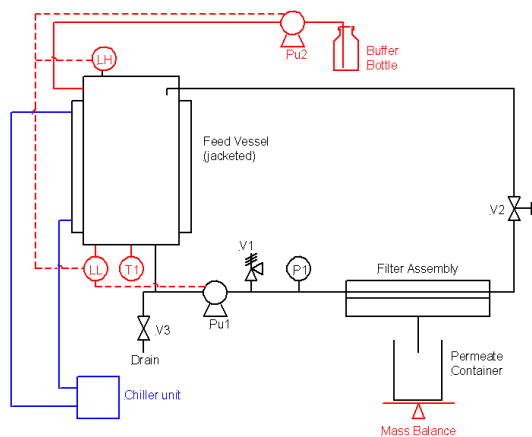 LH
Pu2
Buffer
Bottle
Feed Vessel
(jacketed)
V2
LL
T1
V1
P1
Filter Assembly
Pu1
V3
Drain
Permeate
Container
Chiller unit
Mass Balance